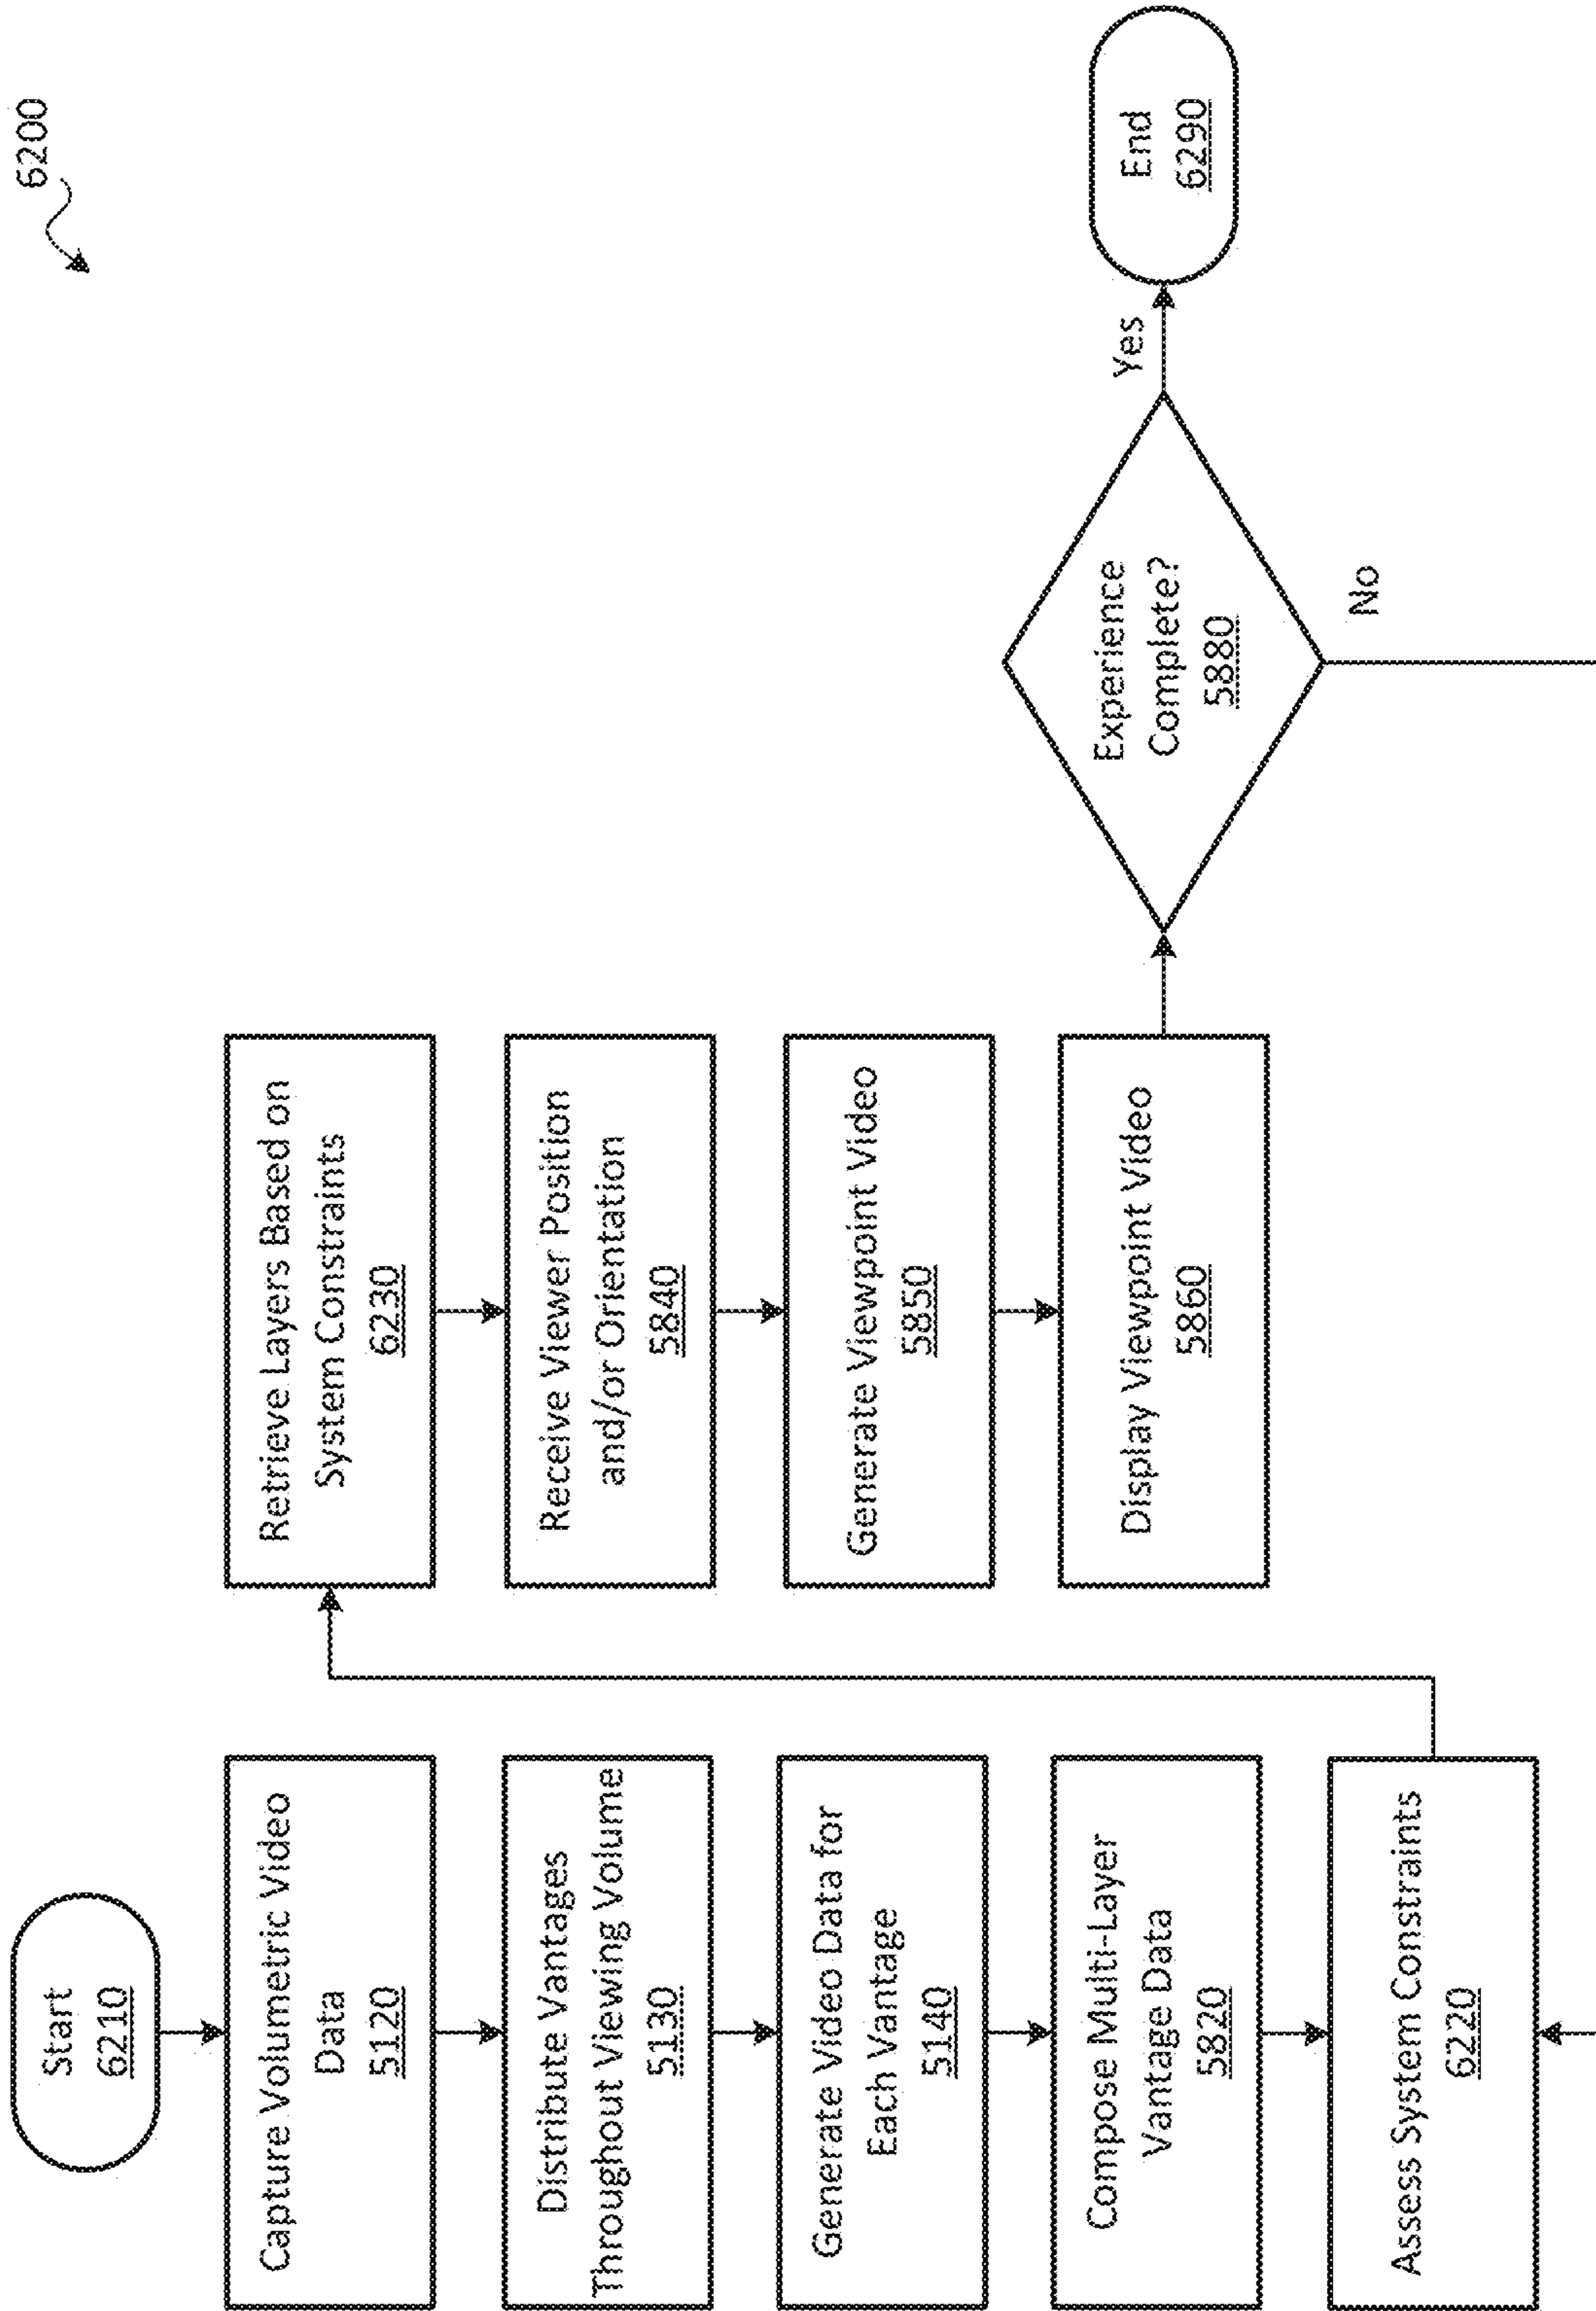 6200
Start
6210
Capture Volumetric Video
Data
5120
Distribute Vantages
Throughout Viewing Volume
5130
Generate Video Data for
Each Vantage
5140
Compose Multi-Layer
Vantage Data
5820
Assess System Constraints
6220
Retrieve Layers Based on
System Constraints
6230
Receive Viewer Position
and/or Orientation
5840
Generate Viewpoint Video
5850
Display Viewpoint Video
5860
Experience
Complete?
5880
No
Yes
End
6290